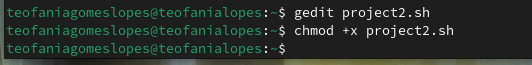 teofaniagomeslopes@teofanialopes:~$ gedit project2.sh
teofaniagomeslopes@teofanialopes:~$ chmod +x project2.sh
teofaniagomeslopes@teofanialopes:~$